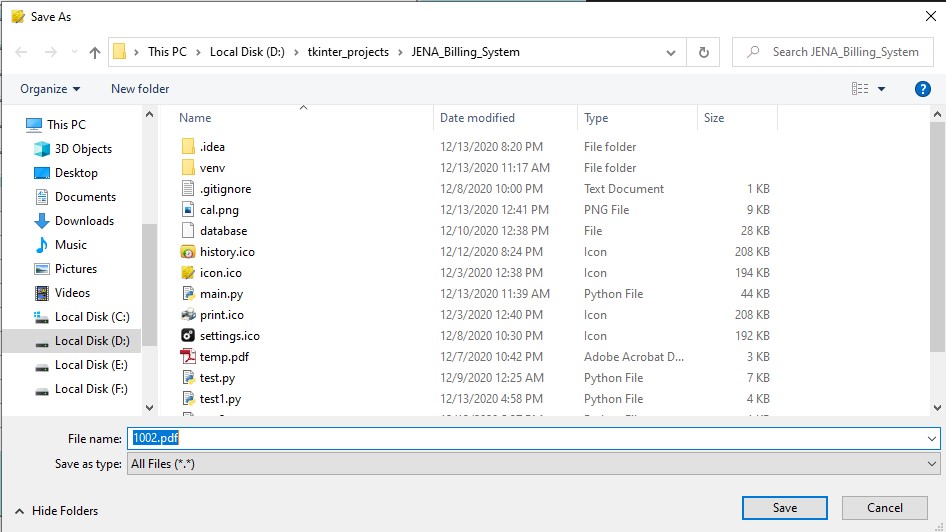 Save As
This PC > Local Disk (D:) > tkinter_projects > JENA_Billing_System
Search JENA_Billing_System
Organize New folder
Name Date modified Type Size
This PC
3D Objects
Desktop
Documents
Downloads
Music
Pictures
Videos
Local Disk (C:)
Local Disk (D:)
Local Disk (E:)
Local Disk (F:)
.idea 12/13/2020 8:20 PM File folder
venv 12/13/2020 11:17 AM File folder
.gitignore 12/8/2020 10:00 PM Text Document 1 KB
cal.png 12/13/2020 12:41 PM PNG File 9 KB
database 12/10/2020 12:38 PM File 28 KB
history.ico 12/12/2020 8:24 PM Icon 208 KB
icon.ico 12/3/2020 12:38 PM Icon 194 KB
main.py 12/13/2020 11:39 AM Python File 44 KB
print.ico 12/3/2020 12:40 PM Icon 208 KB
settings.ico 12/8/2020 10:30 PM Icon 192 KB
temp.pdf 12/7/2020 10:42 PM Adobe Acrobat D... 3 KB
test.py 12/9/2020 12:25 AM Python File 7 KB
test1.py 12/13/2020 4:58 PM Python File 4 KB
File name: 1002.pdf
Save as type: All Files (*.*)
Hide Folders Save Cancel